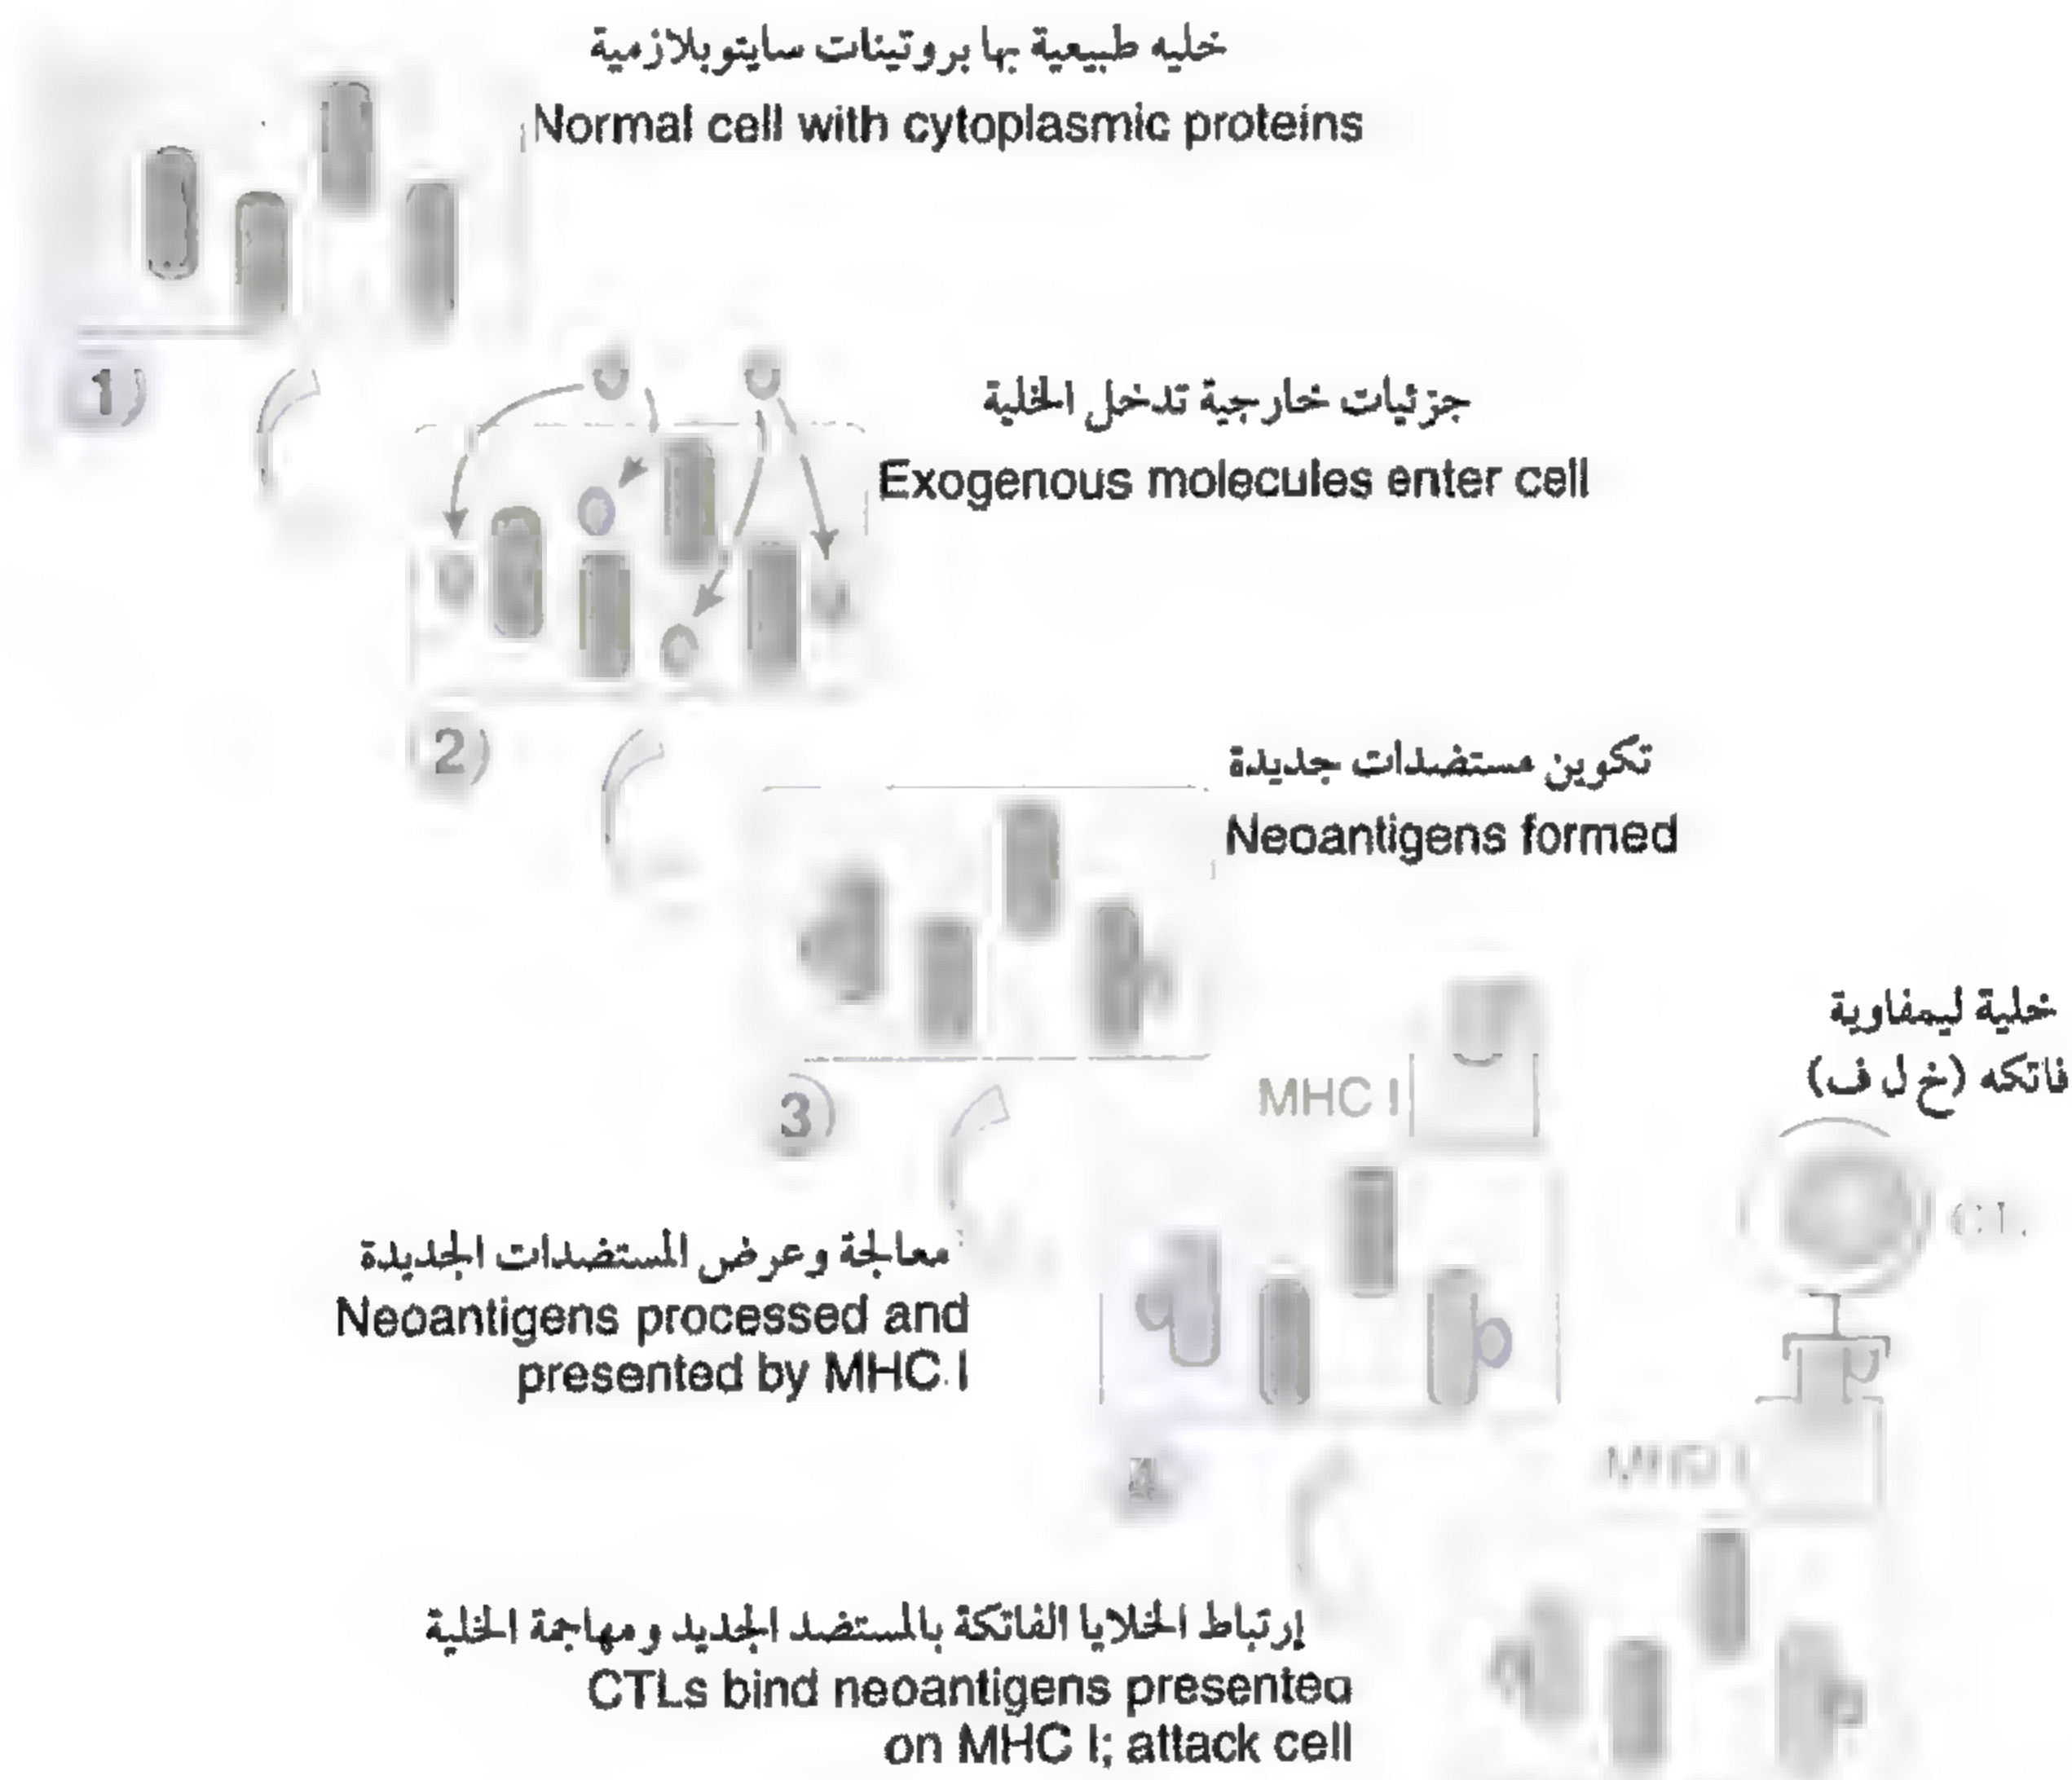 خليه طبيعية بها بروتينات سايتوبلازمية
Normal cell with cytoplasmic proteins
1
جزئيات خارجية تدخل الخلية
Exogenous molecules enter cell
2
تكوين مستضدات جديدة
Neoantigens formed
3
MHC I
خلية ليمفاوية
فاتكه (خ ل ف)
معالجة وعرض المستضدات الجديدة
Neoantigens processed and
presented by MHC I
4
MHC I
إرتباط الخلايا الفاتكة بالمستضد الجديد ومهاجمة الخلية
CTLs bind neoantigens presented
on MHC I; attack cell